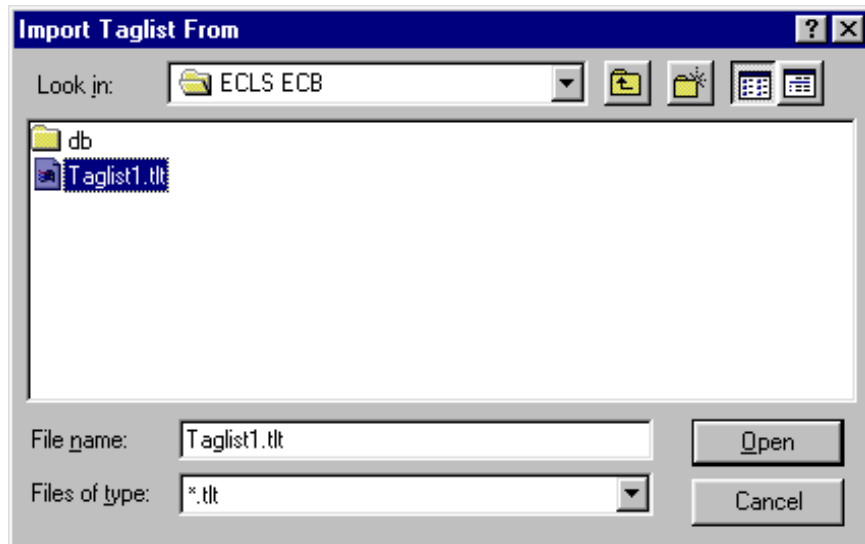 Import Taglist From
Look in: ECLS ECB
db
Taglist1.tlt
File name: Taglist1.tlt Open
Files of type: *.tlt Cancel